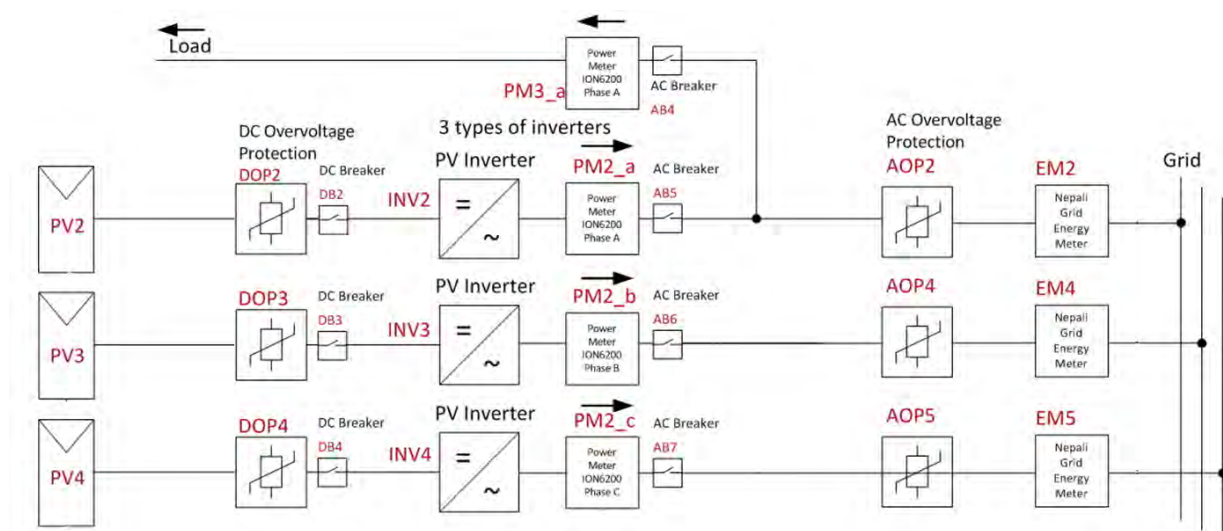 Load
Power
Meter
ION6200
Phase A
PM3_a
AC Breaker
AB4
3 types of inverters
DC Overvoltage
Protection
DOP2
DC Breaker
DB2
PV Inverter
INV2
PM2_a
Power
Meter
ION6200
Phase A
AC Breaker
AB5
AC Overvoltage
Protection
AOP2
EM2
Nepali
Grid
Energy
Meter
Grid
PV2
PV3
DOP3
DC Breaker
DB3
INV3
PV Inverter
PM2_b
Power
Meter
ION6200
Phase B
AC Breaker
AB6
AOP4
EM4
Nepali
Grid
Energy
Meter
PV4
DOP4
DC Breaker
DB4
INV4
PV Inverter
PM2_c
Power
Meter
ION6200
Phase C
AC Breaker
AB7
AOP5
EM5
Nepali
Grid
Energy
Meter